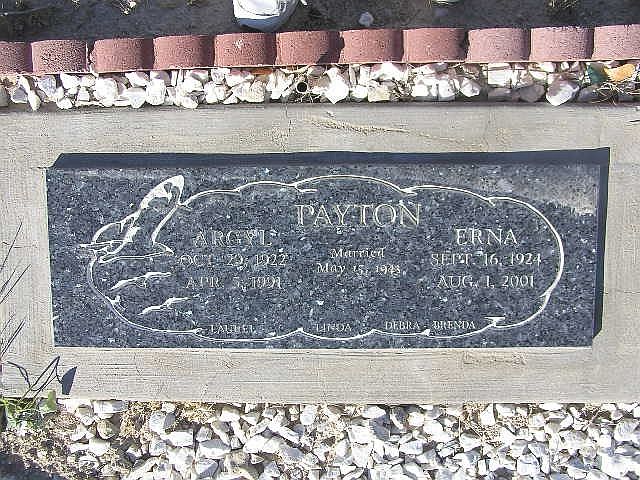 PAYTON
ARGYL
OCT. 29, 1922
APR. 5, 1991
Married
May 15, 1943
ERNA
SEPT. 16, 1924
AUG. 1, 2001
LAUREL LINDA DEBRA BRENDA